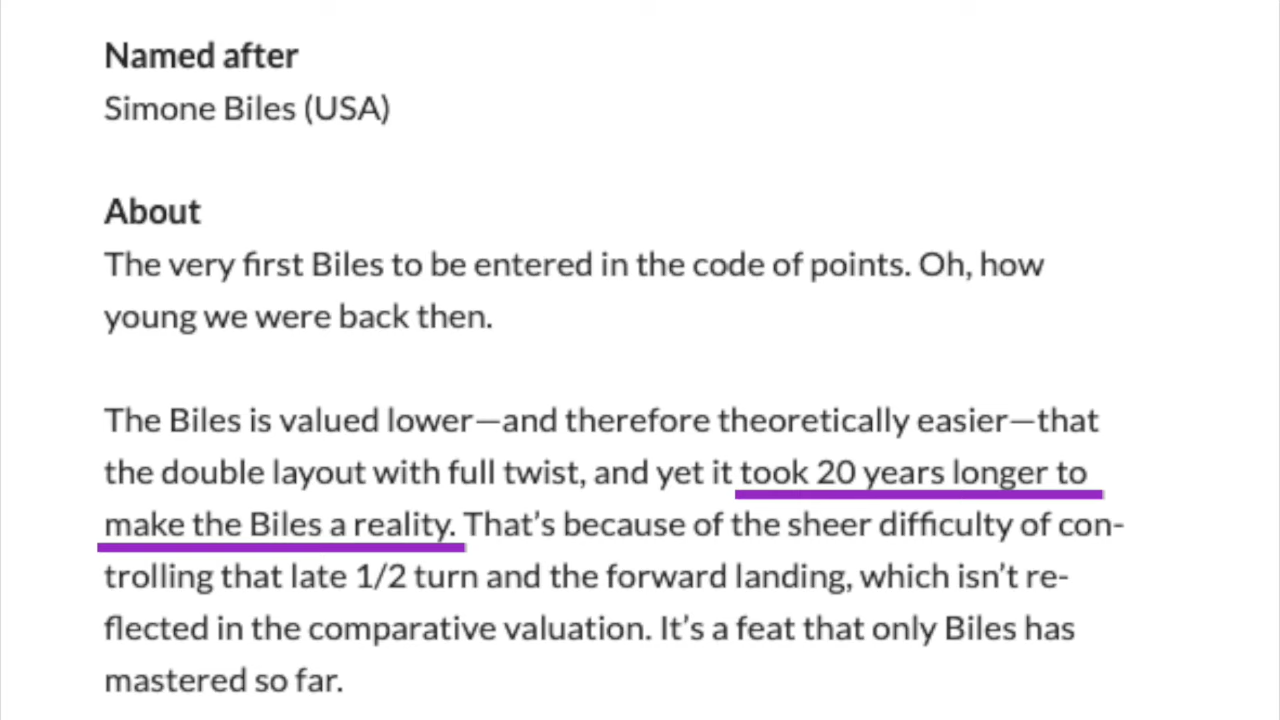 Named after
Simone Biles (USA)
About
The very first Biles to be entered in the code of points. Oh, how
young we were back then.
The Biles is valued lower—and therefore theoretically easier—that
the double layout with full twist, and yet it took 20 years longer to
make the Biles a reality. That’s because of the sheer difficulty of con-
trolling that late 1/2 turn and the forward landing, which isn’t re-
flected in the comparative valuation. It’s a feat that only Biles has
mastered so far.